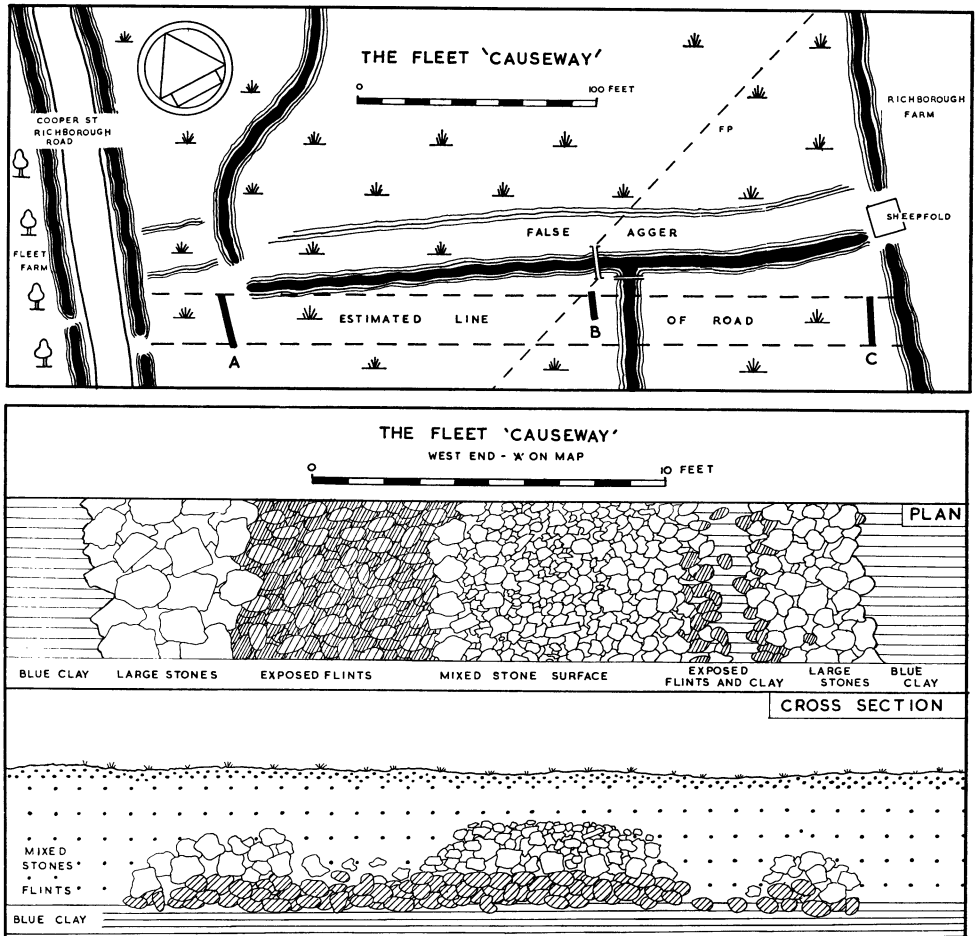 THE FLEET 'CAUSEWAY'
0 100 FEET
COOPER ST
RICHBOROUGH
ROAD
RICHBOROUGH
FARM
FP
SHEEPFOLD
FALSE AGGER
FLEET
FARM
ESTIMATED LINE OF ROAD
A
B
C
THE FLEET 'CAUSEWAY'
WEST END - 'A' ON MAP
0 10 FEET
PLAN
BLUE CLAY
LARGE STONES
EXPOSED FLINTS
MIXED STONE SURFACE
EXPOSED
FLINTS AND CLAY
LARGE
STONES
BLUE
CLAY
CROSS SECTION
MIXED
STONES
FLINTS
BLUE CLAY